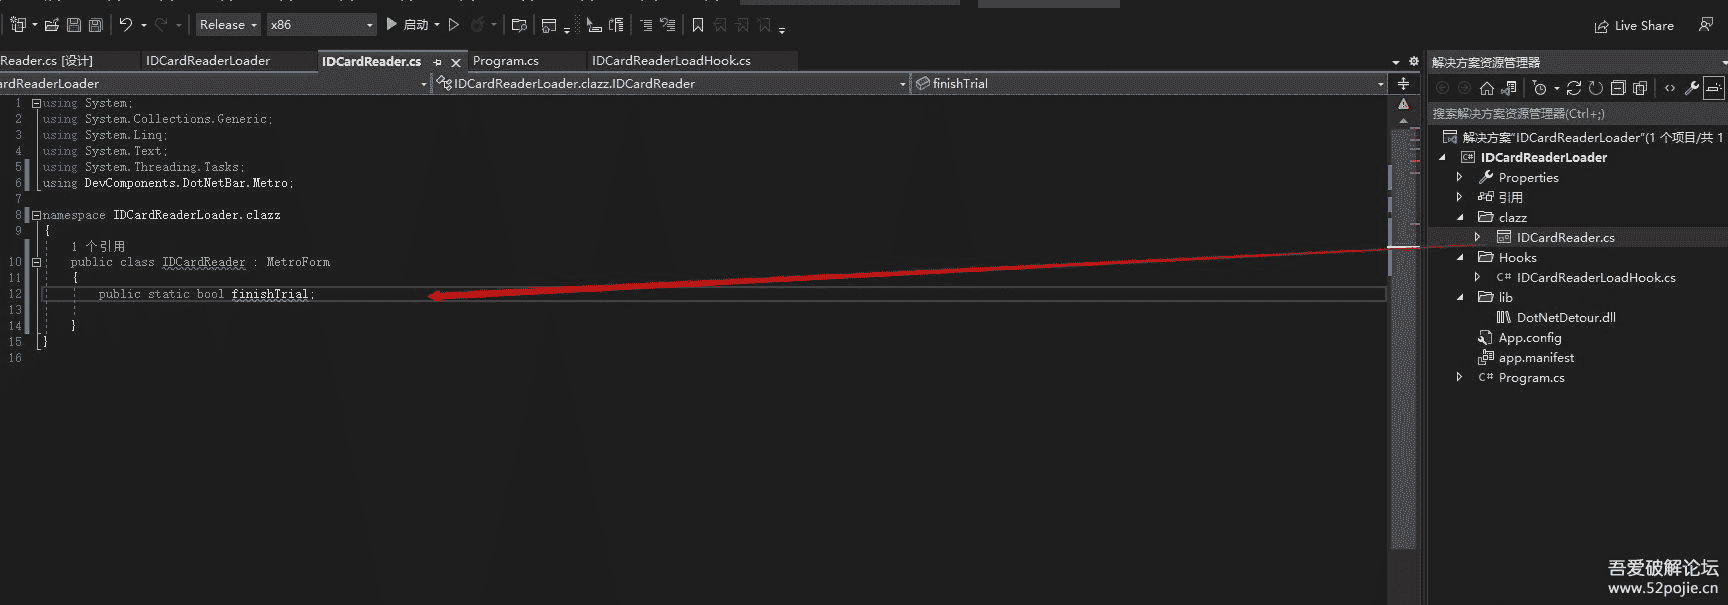 Release
x86
启动
Live Share
Reader.cs [设计]
IDCardReaderLoader
IDCardReader.cs
Program.cs
IDCardReaderLoadHook.cs
ardReaderLoader
IDCardReaderLoader.clazz.IDCardReader
finishTrial
1 using System;
2 using System.Collections.Generic;
3 using System.Linq;
4 using System.Text;
5 using System.Threading.Tasks;
6 using DevComponents.DotNetBar.Metro;
7
8 namespace IDCardReaderLoader.clazz
9 {
1 个引用
10 public class IDCardReader : MetroForm
11 {
12 public static bool finishTrial;
13
14 }
15 }
16
解决方案资源管理器
搜索解决方案资源管理器(Ctrl+;)
解决方案"IDCardReaderLoader"(1 个项目/共 1
C# IDCardReaderLoader
Properties
引用
clazz
IDCardReader.cs
Hooks
C# IDCardReaderLoadHook.cs
lib
DotNetDetour.dll
App.config
app.manifest
C# Program.cs
吾爱破解论坛
www.52pojie.cn